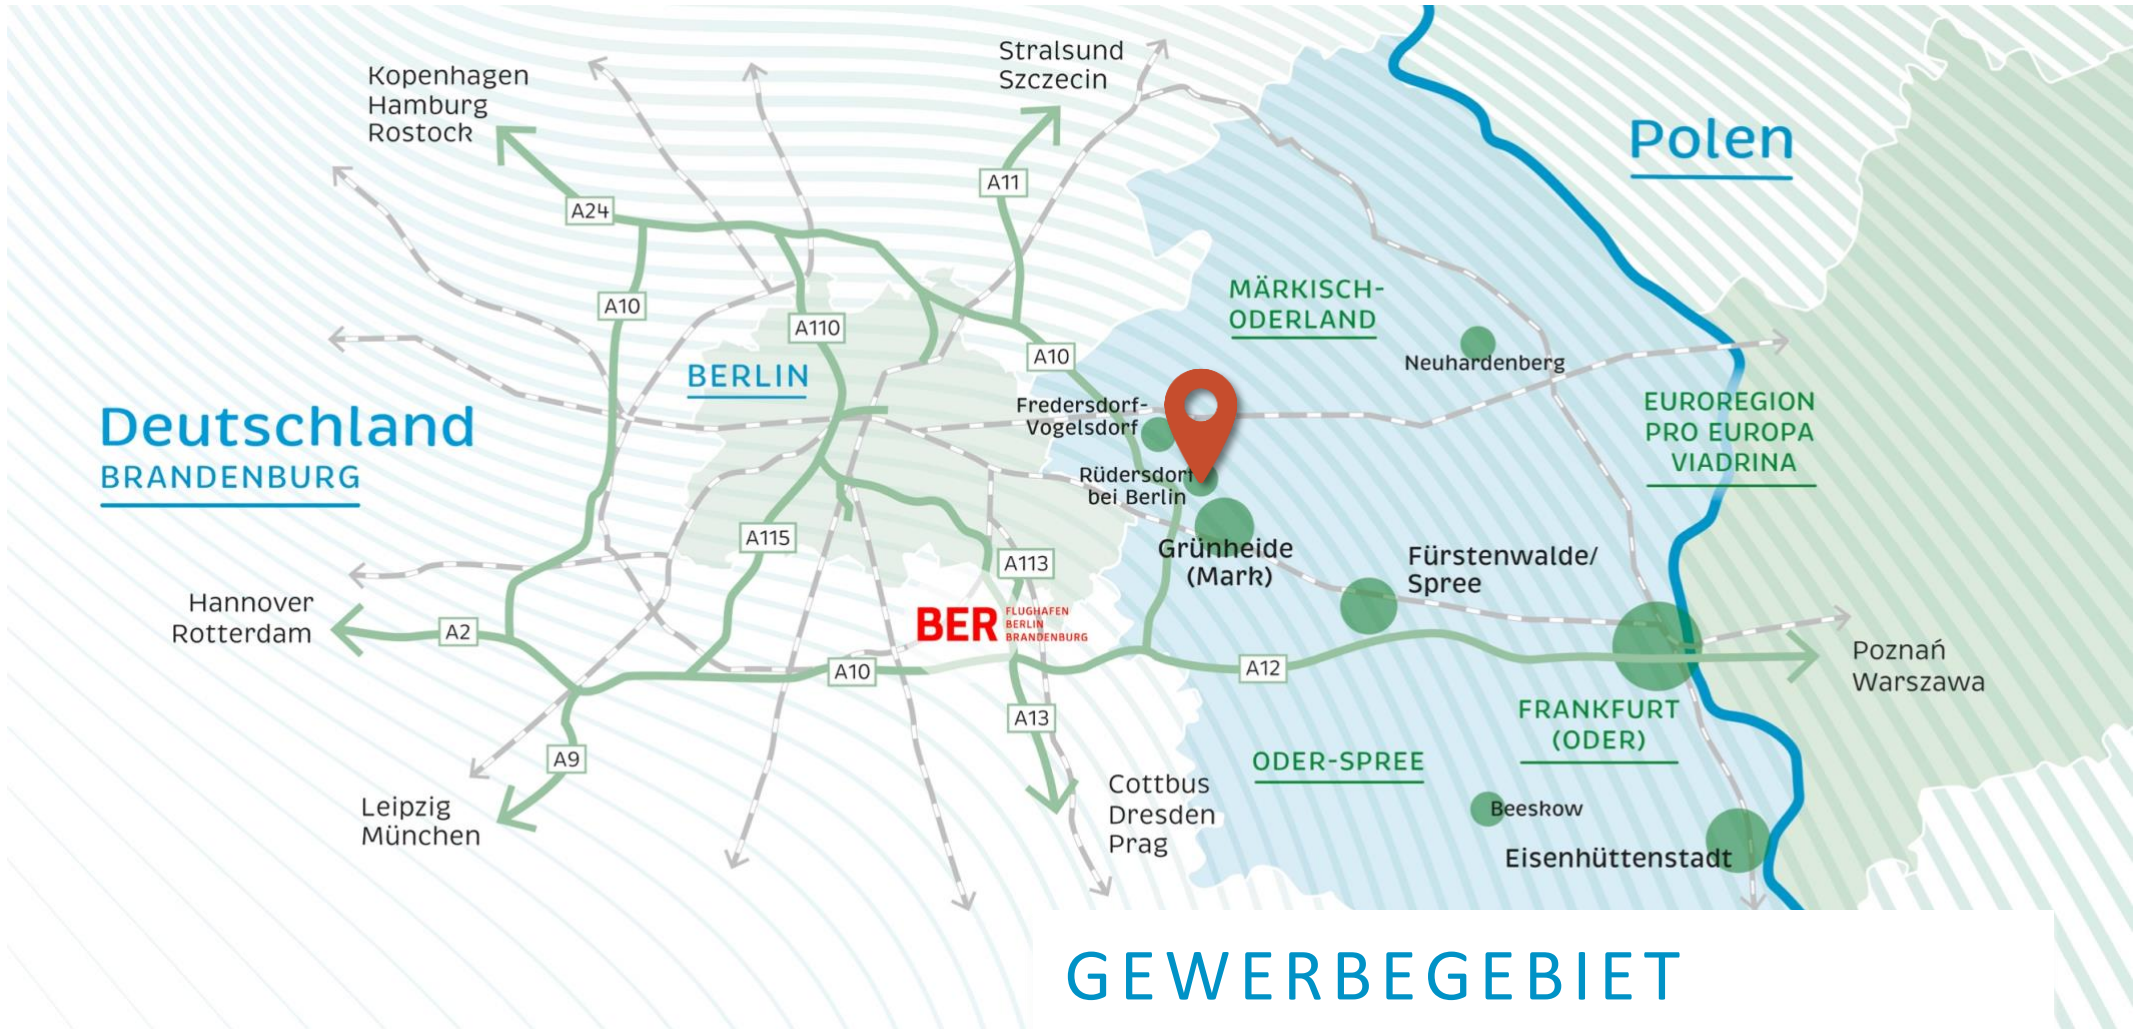 Stralsund
Szczecin
Kopenhagen
Hamburg
Rostock
Polen
A11
A24
MÄRKISCH-
ODERLAND
A10
A110
A10
Neuhardenberg
BERLIN
Fredersdorf-
Vogelsdorf
EUROREGION
PRO EUROPA
VIADRINA
Deutschland
BRANDENBURG
Rüdersdorf
bei Berlin
A115
Grünheide
(Mark)
Fürstenwalde/
Spree
A113
Hannover
Rotterdam
A2
BER
FLUGHAFEN
BERLIN
BRANDENBURG
A10
A12
Poznań
Warszawa
A13
FRANKFURT
(ODER)
A9
ODER-SPREE
Leipzig
München
Cottbus
Dresden
Prag
Beeskow
Eisenhüttenstadt
GEWERBEGEBIET